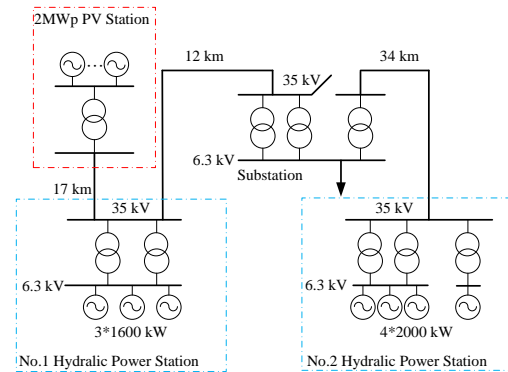 2MWp PV Station
12 km
34 km
35 kV
6.3 kV
Substation
17 km
35 kV
35 kV
6.3 kV
6.3 kV
3*1600 kW
4*2000 kW
No.1 Hydralic Power Station
No.2 Hydralic Power Station